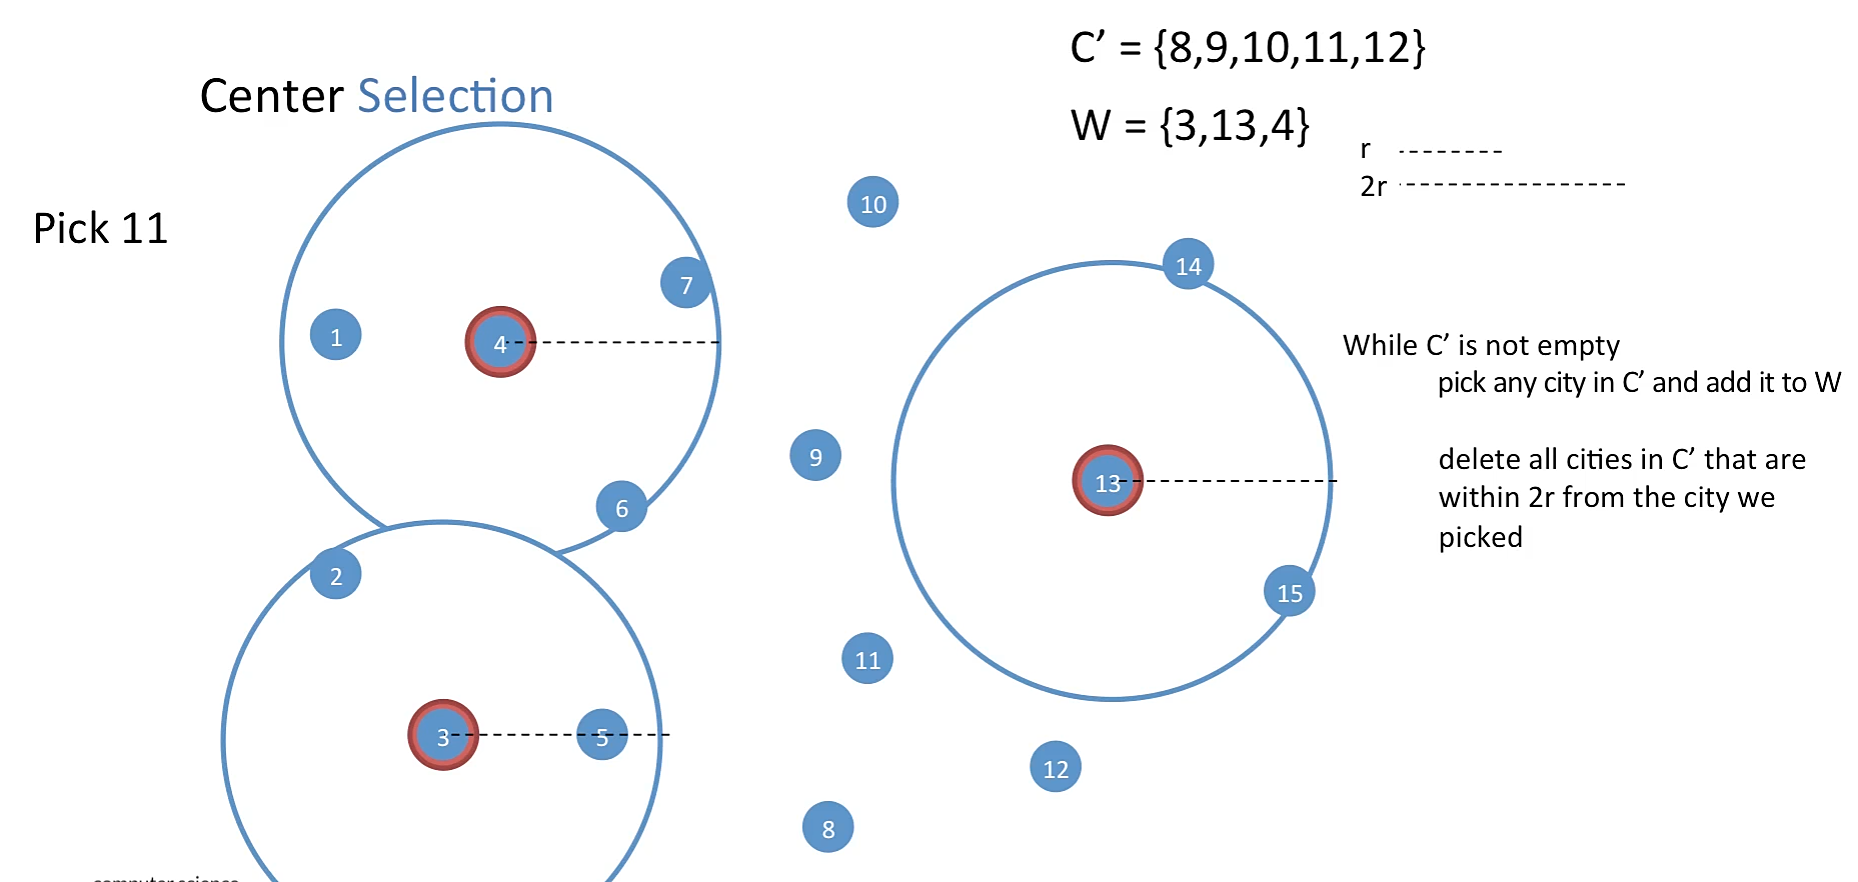 Center Selection
Pick 11
C’ = {8,9,10,11,12}
W = {3,13,4}
r
2r
10
14
7
1
4
9
13
6
2
15
11
3
5
12
8
While C’ is not empty
pick any city in C’ and add it to W
delete all cities in C’ that are
within 2r from the city we
picked
computer science